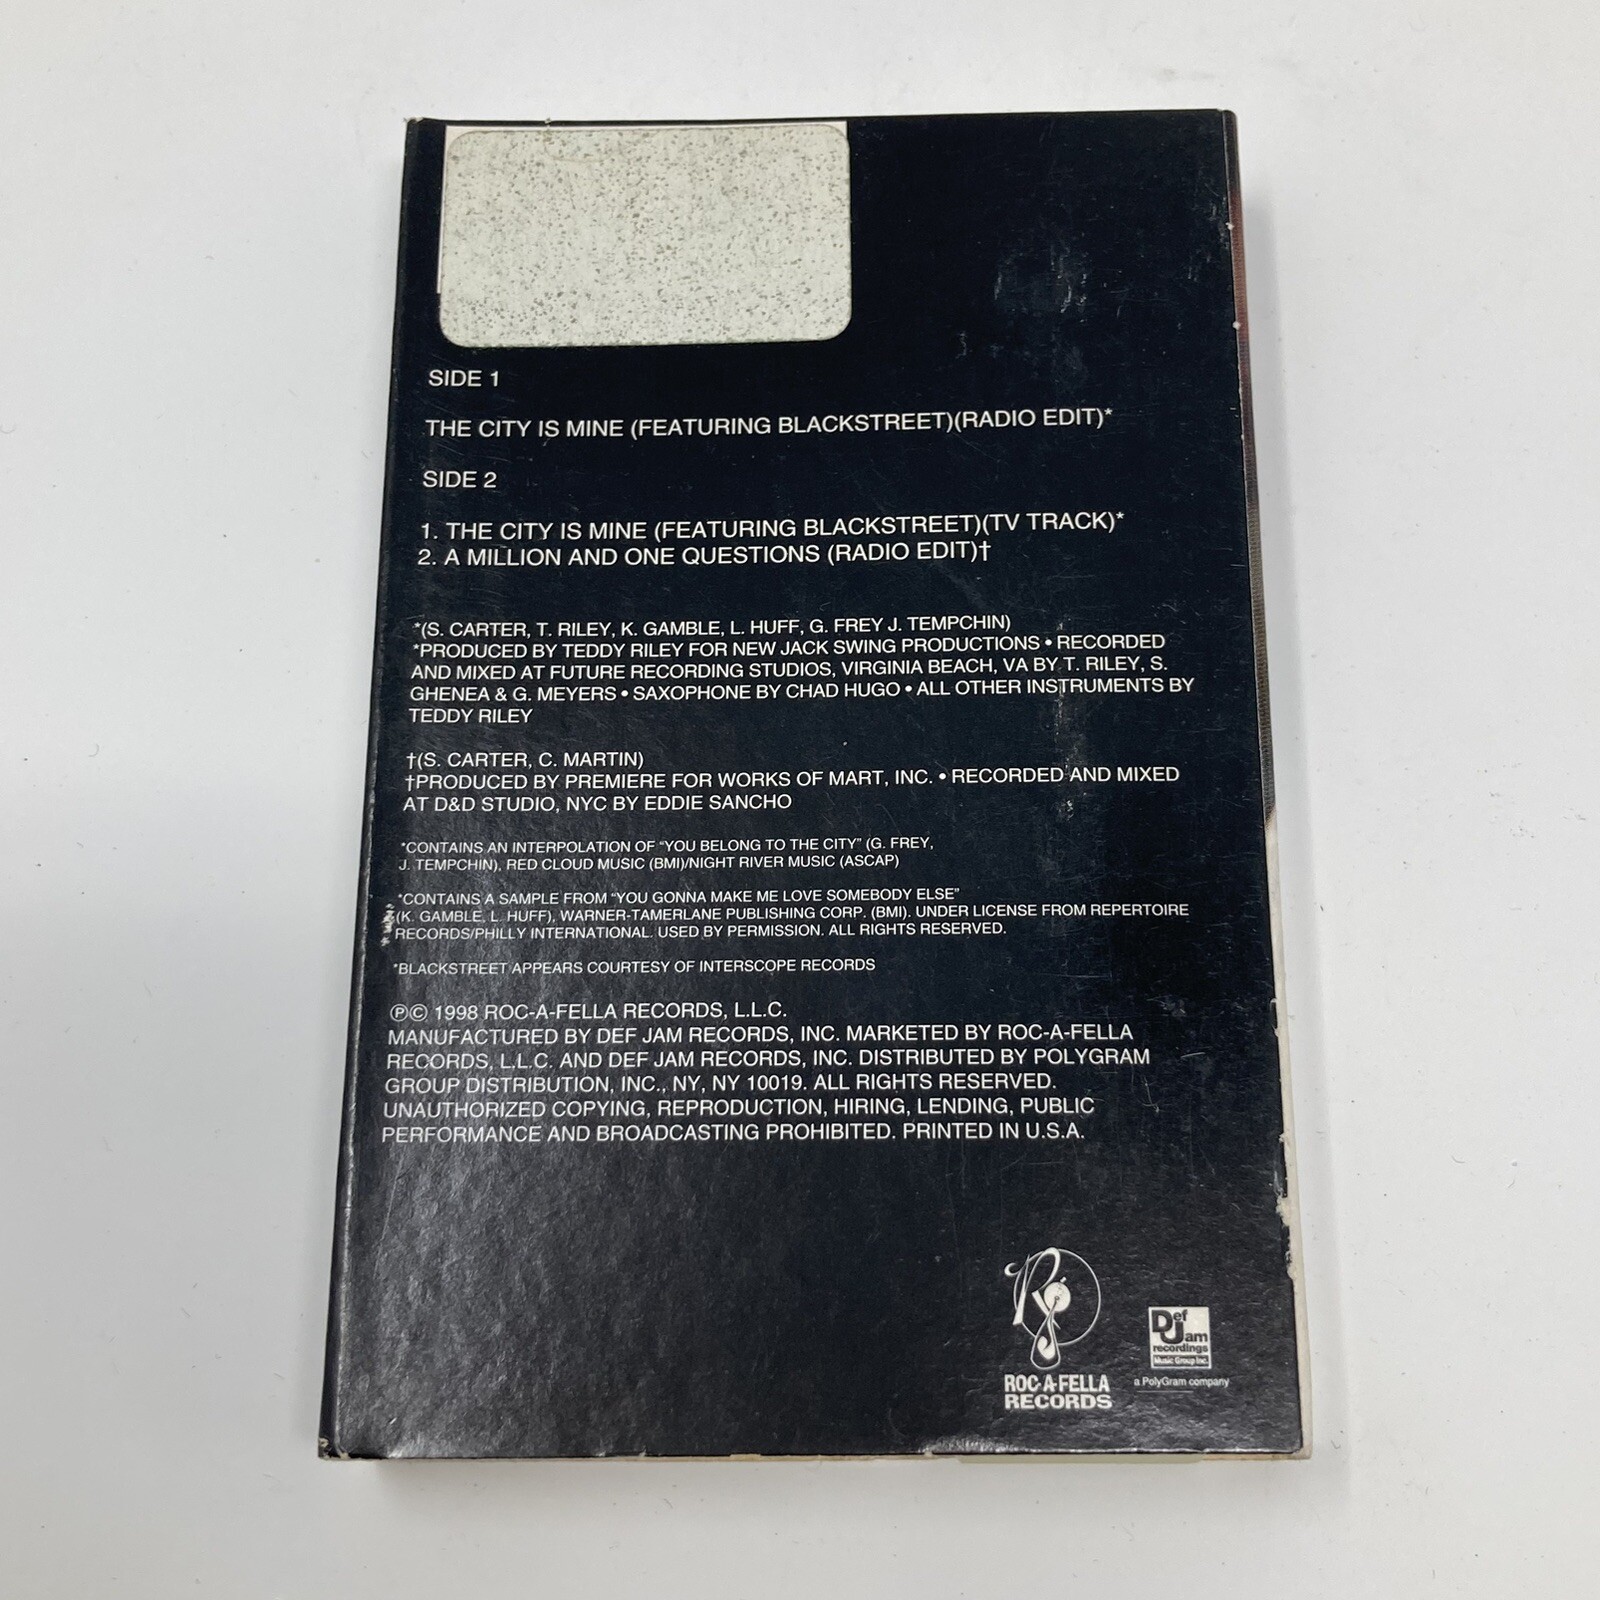 SIDE 1
THE CITY IS MINE (FEATURING BLACKSTREET)(RADIO EDIT)*
SIDE 2
1. THE CITY IS MINE (FEATURING BLACKSTREET)(TV TRACK)*
2. A MILLION AND ONE QUESTIONS (RADIO EDIT)†
*(S. CARTER, T. RILEY, K. GAMBLE, L. HUFF, G. FREY J. TEMPCHIN)
*PRODUCED BY TEDDY RILEY FOR NEW JACK SWING PRODUCTIONS • RECORDED
AND MIXED AT FUTURE RECORDING STUDIOS, VIRGINIA BEACH, VA BY T. RILEY, S.
GHENEA & G. MEYERS • SAXOPHONE BY CHAD HUGO • ALL OTHER INSTRUMENTS BY
TEDDY RILEY
†(S. CARTER, C. MARTIN)
†PRODUCED BY PREMIERE FOR WORKS OF MART, INC. • RECORDED AND MIXED
AT D&D STUDIO, NYC BY EDDIE SANCHO
*CONTAINS AN INTERPOLATION OF “YOU BELONG TO THE CITY” (G. FREY,
J. TEMPCHIN), RED CLOUD MUSIC (BMI)/NIGHT RIVER MUSIC (ASCAP)
*CONTAINS A SAMPLE FROM “YOU GONNA MAKE ME LOVE SOMEBODY ELSE”
(K. GAMBLE, L. HUFF), WARNER-TAMERLANE PUBLISHING CORP. (BMI). UNDER LICENSE FROM REPERTOIRE
RECORDS/PHILLY INTERNATIONAL. USED BY PERMISSION. ALL RIGHTS RESERVED.
*BLACKSTREET APPEARS COURTESY OF INTERSCOPE RECORDS
℗© 1998 ROC-A-FELLA RECORDS, L.L.C.
MANUFACTURED BY DEF JAM RECORDS, INC. MARKETED BY ROC-A-FELLA
RECORDS, L.L.C. AND DEF JAM RECORDS, INC. DISTRIBUTED BY POLYGRAM
GROUP DISTRIBUTION, INC., NY, NY 10019. ALL RIGHTS RESERVED.
UNAUTHORIZED COPYING, REPRODUCTION, HIRING, LENDING, PUBLIC
PERFORMANCE AND BROADCASTING PROHIBITED. PRINTED IN U.S.A.
R
ROC-A-FELLA
RECORDS
Def
Jam
recordings
Music Group Inc.
a PolyGram company